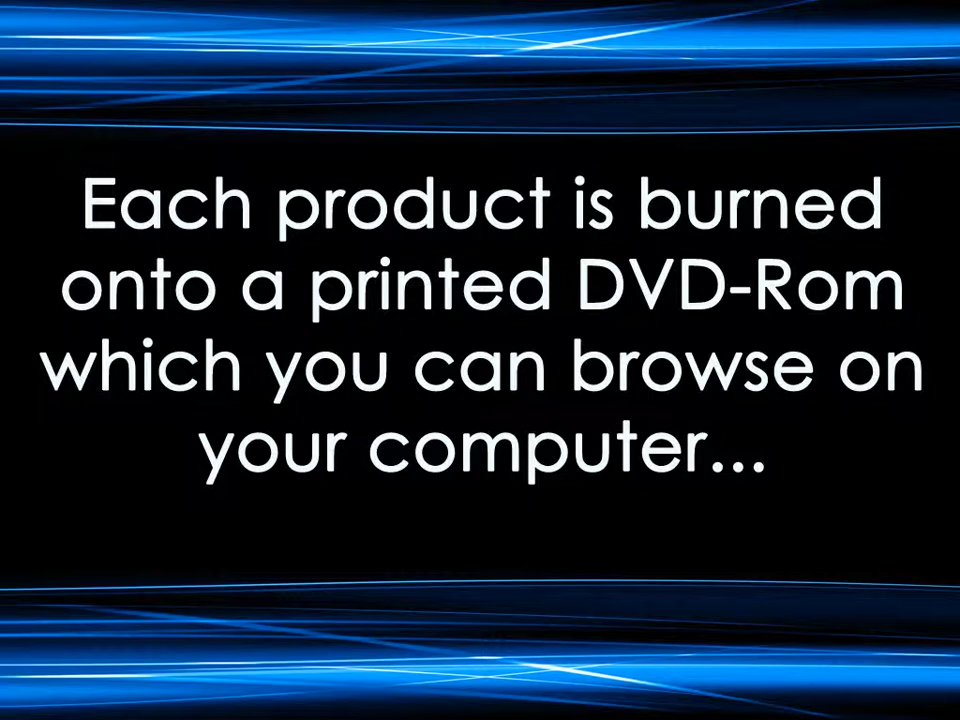 Each product is burned
onto a printed DVD-Rom
which you can browse on
your computer...